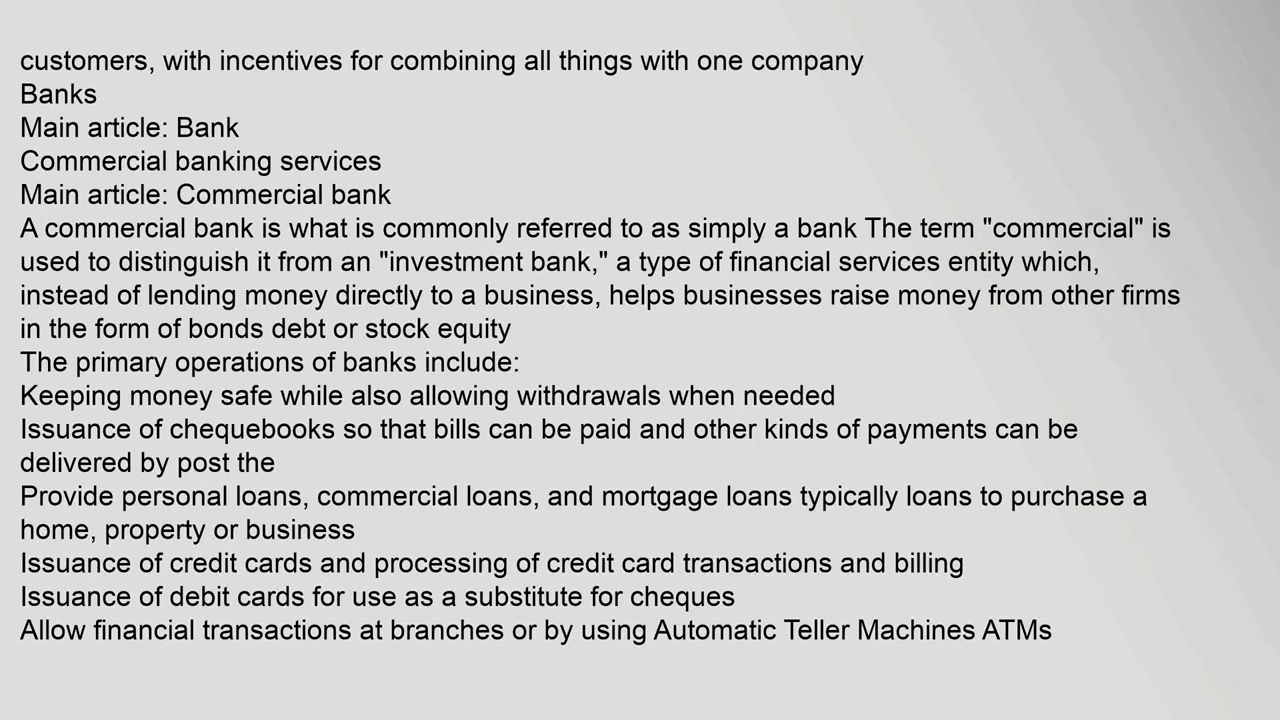 customers, with incentives for combining all things with one company
Banks
Main article: Bank
Commercial banking services
Main article: Commercial bank
A commercial bank is what is commonly referred to as simply a bank The term "commercial" is
used to distinguish it from an "investment bank," a type of financial services entity which,
instead of lending money directly to a business, helps businesses raise money from other firms
in the form of bonds debt or stock equity
The primary operations of banks include:
Keeping money safe while also allowing withdrawals when needed
Issuance of chequebooks so that bills can be paid and other kinds of payments can be
delivered by post the
Provide personal loans, commercial loans, and mortgage loans typically loans to purchase a
home, property or business
Issuance of credit cards and processing of credit card transactions and billing
Issuance of debit cards for use as a substitute for cheques
Allow financial transactions at branches or by using Automatic Teller Machines ATMs